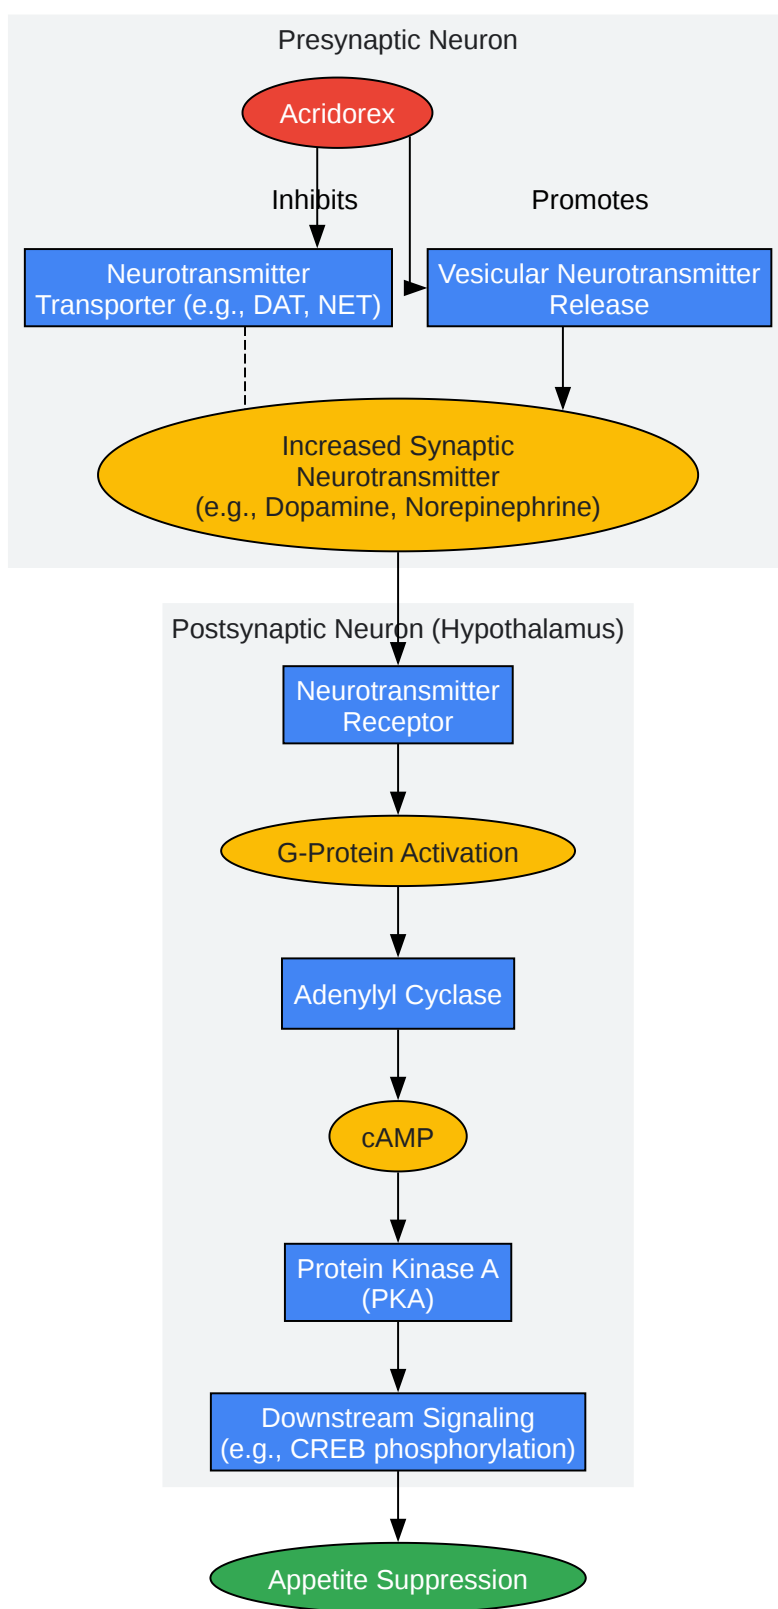 Presynaptic Neuron
Acridorex
Inhibits
Promotes
Neurotransmitter
Transporter (e.g., DAT, NET)
Vesicular Neurotransmitter
Release
Increased Synaptic
Neurotransmitter
(e.g., Dopamine, Norepinephrine)
Postsynaptic Neuron (Hypothalamus)
Neurotransmitter
Receptor
G-Protein Activation
Adenylyl Cyclase
cAMP
Protein Kinase A
(PKA)
Downstream Signaling
(e.g., CREB phosphorylation)
Appetite Suppression